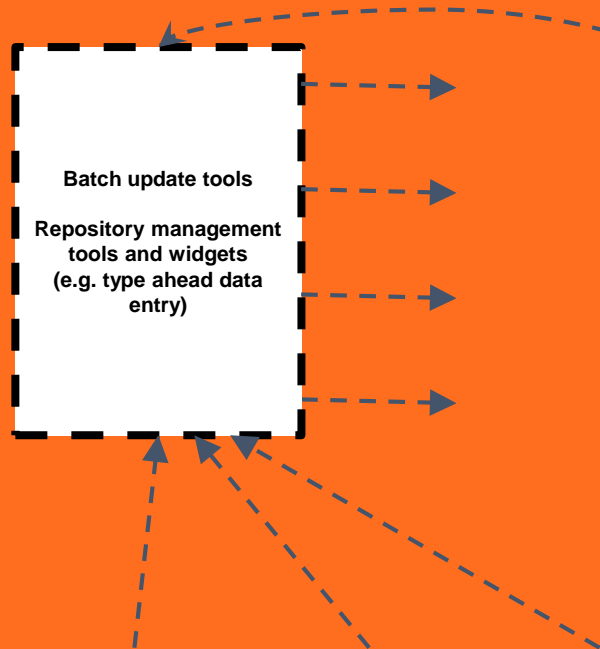 Batch update tools
Repository management
tools and widgets
(e.g. type ahead data
entry)